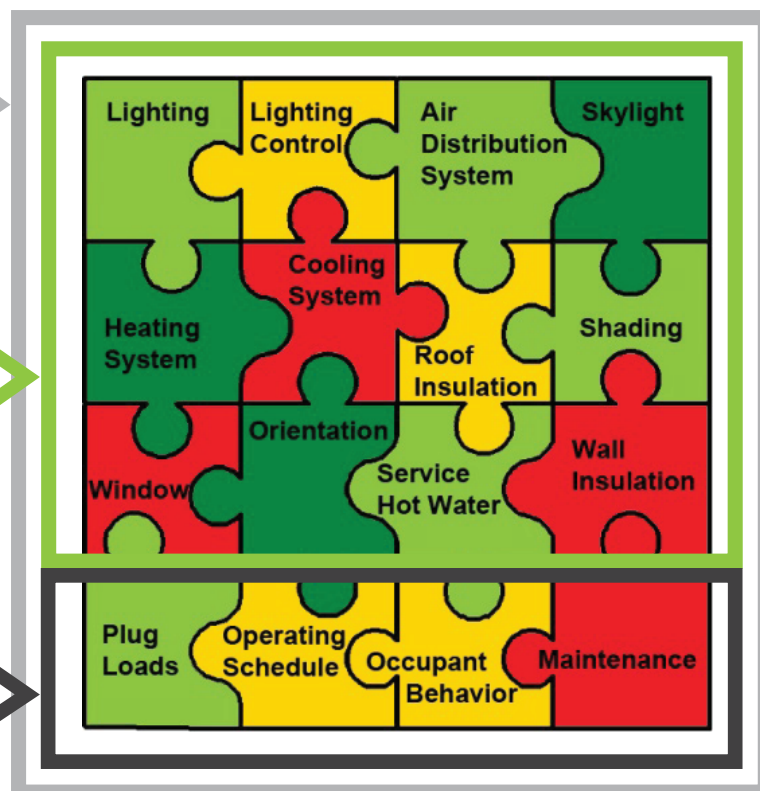 Lighting
Lighting
Control
Air
Distribution
System
Skylight
Heating
System
Cooling
System
Roof
Insulation
Shading
Window
Orientation
Service
Hot Water
Wall
Insulation
Plug
Loads
Operating
Schedule
Occupant
Behavior
Maintenance